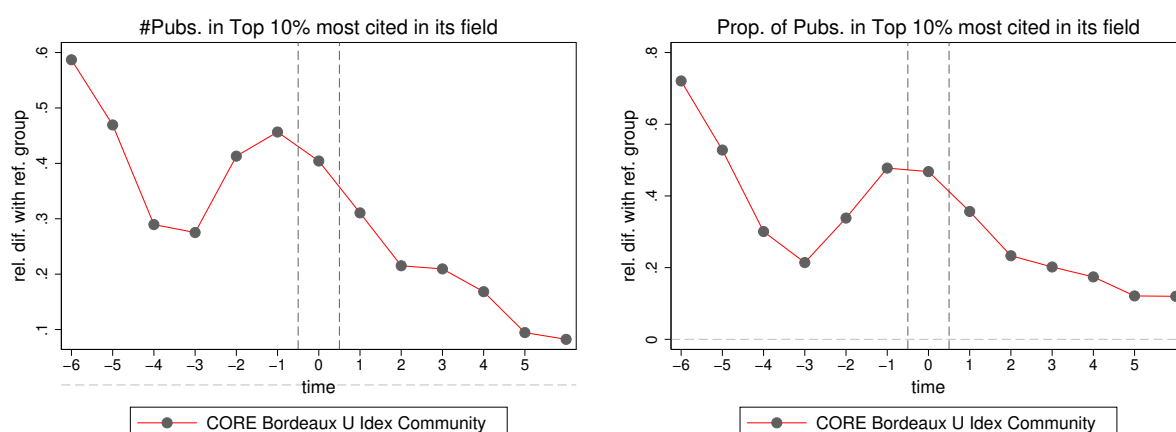 #Pubs. in Top 10% most cited in its field
rel. dif. with ref. group
.6
.5
.4
.3
.2
.1
−6 −5 −4 −3 −2 −1 0 1 2 3 4 5
time
CORE Bordeaux U Idex Community
Prop. of Pubs. in Top 10% most cited in its field
rel. dif. with ref. group
.8
.6
.4
.2
0
−6 −5 −4 −3 −2 −1 0 1 2 3 4 5
time
CORE Bordeaux U Idex Community